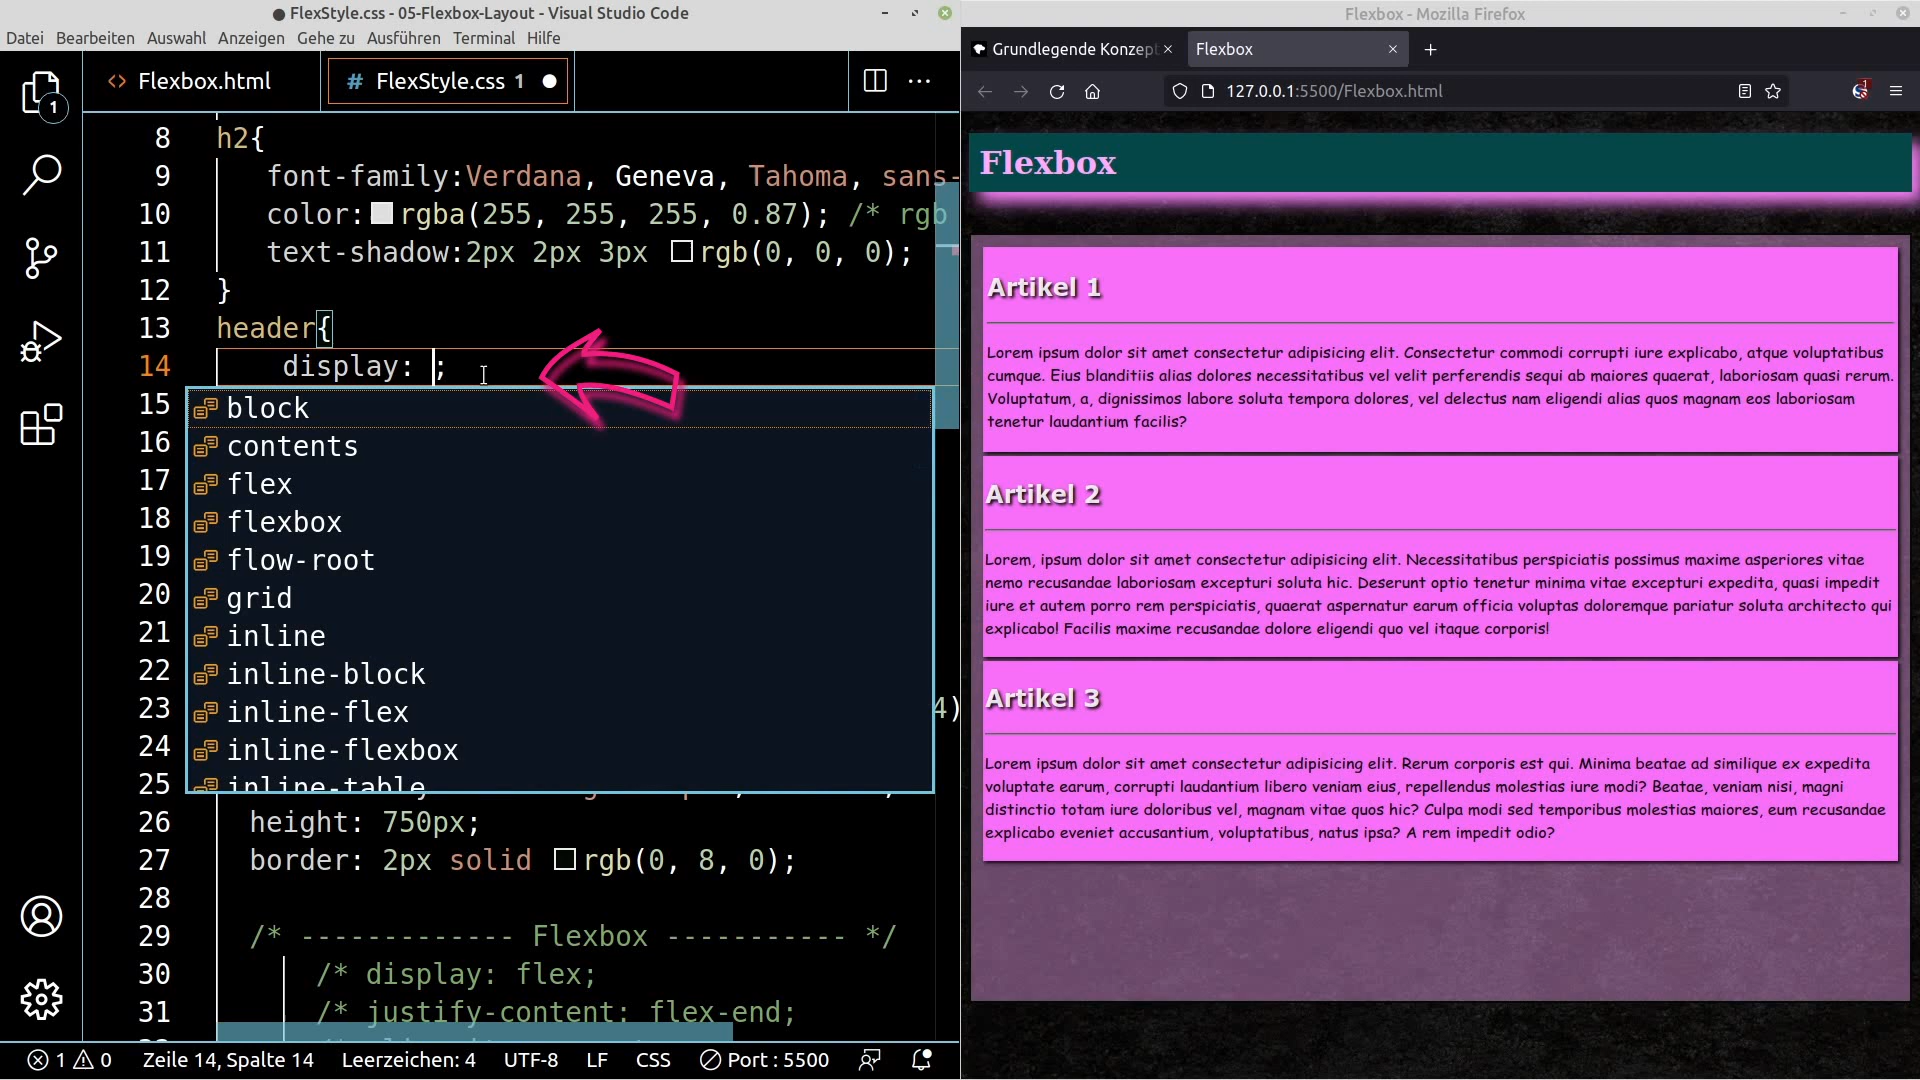 FlexStyle.css - 05-Flexbox-Layout - Visual Studio Code
Datei Bearbeiten Auswahl Anzeigen Gehe zu Ausführen Terminal Hilfe
1
<> Flexbox.html
# FlexStyle.css 1
8 h2{
9 font-family:Verdana, Geneva, Tahoma, sans-
10 color: rgba(255, 255, 255, 0.87); /* rgb
11 text-shadow:2px 2px 3px rgb(0, 0, 0);
12 }
13 header{
14 display: ;
15 block
16 contents
17 flex
18 flexbox
19 flow-root
20 grid
21 inline
22 inline-block
23 inline-flex 4)
24 inline-flexbox
25 inline-table
26 height: 750px;
27 border: 2px solid rgb(0, 8, 0);
28
29 /* ------------- Flexbox ----------- */
30 /* display: flex;
31 /* justify-content: flex-end;
1 0 Zeile 14, Spalte 14 Leerzeichen: 4 UTF-8 LF CSS Port : 5500
Flexbox - Mozilla Firefox
Grundlegende Konzept
Flexbox
127.0.0.1:5500/Flexbox.html
1
Flexbox
Artikel 1
Lorem ipsum dolor sit amet consectetur adipisicing elit. Consectetur commodi corrupti iure explicabo, atque voluptatibus
cumque. Eius blanditiis alias dolores necessitatibus vel velit perferendis sequi ab maiores quaerat, laboriosam quasi rerum.
Voluptatum, a, dignissimos labore soluta tempora dolores, vel delectus nam eligendi alias quos magnam eos laboriosam
tenetur laudantium facilis?
Artikel 2
Lorem, ipsum dolor sit amet consectetur adipisicing elit. Necessitatibus perspiciatis possimus maxime asperiores vitae
nemo recusandae laboriosam excepturi soluta hic. Deserunt optio tenetur minima vitae excepturi expedita, quasi impedit
iure et autem porro rem perspiciatis, quaerat aspernatur earum officia voluptas doloremque pariatur soluta architecto qui
explicabo! Facilis maxime recusandae dolore eligendi quo vel itaque corporis!
Artikel 3
Lorem ipsum dolor sit amet consectetur adipisicing elit. Rerum corporis est qui. Minima beatae ad similique ex expedita
voluptate earum, corrupti laudantium libero veniam eius, repellendus molestias iure modi? Beatae, veniam nisi, magni
distinctio totam iure doloribus vel, magnam vitae quos hic? Culpa modi sed temporibus molestias maiores, eum recusandae
explicabo eveniet accusantium, voluptatibus, natus ipsa? A rem impedit odio?